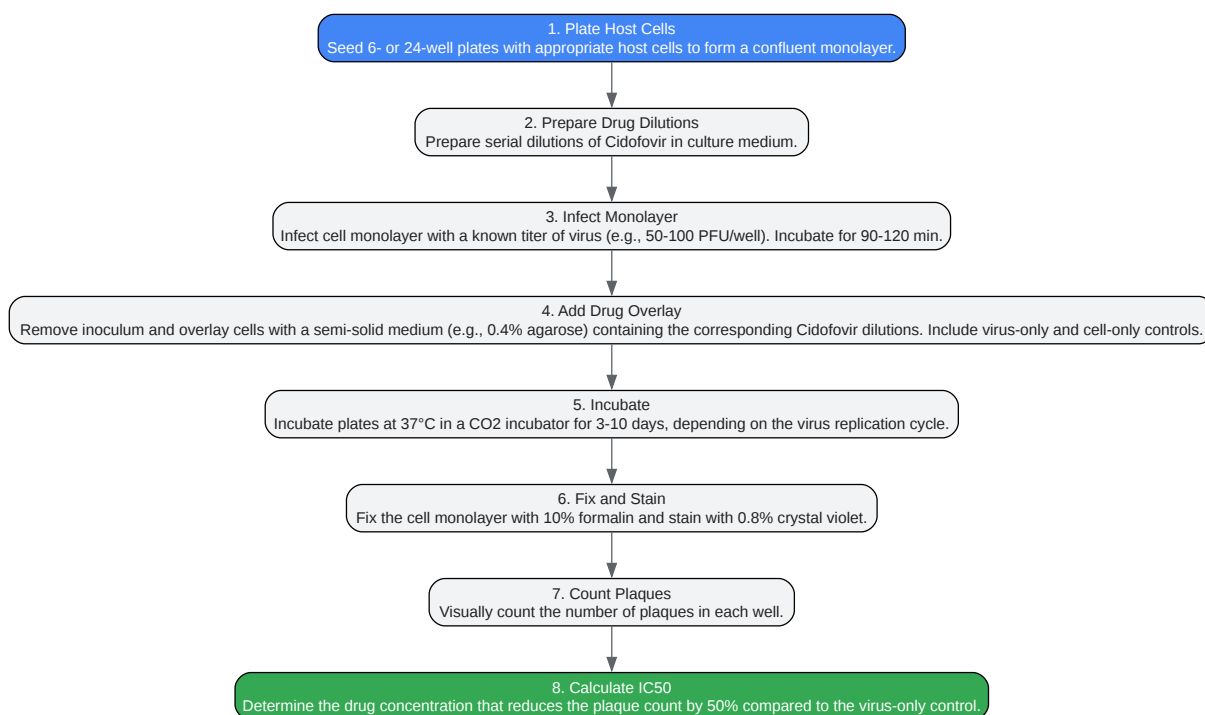 1. Plate Host Cells
Seed 6- or 24-well plates with appropriate host cells to form a confluent monolayer.
2. Prepare Drug Dilutions
Prepare serial dilutions of Cidofovir in culture medium.
3. Infect Monolayer
Infect cell monolayer with a known titer of virus (e.g., 50-100 PFU/well). Incubate for 90-120 min.
4. Add Drug Overlay
Remove inoculum and overlay cells with a semi-solid medium (e.g., 0.4% agarose) containing the corresponding Cidofovir dilutions. Include virus-only and cell-only controls.
5. Incubate
Incubate plates at 37°C in a CO2 incubator for 3-10 days, depending on the virus replication cycle.
6. Fix and Stain
Fix the cell monolayer with 10% formalin and stain with 0.8% crystal violet.
7. Count Plaques
Visually count the number of plaques in each well.
8. Calculate IC50
Determine the drug concentration that reduces the plaque count by 50% compared to the virus-only control.